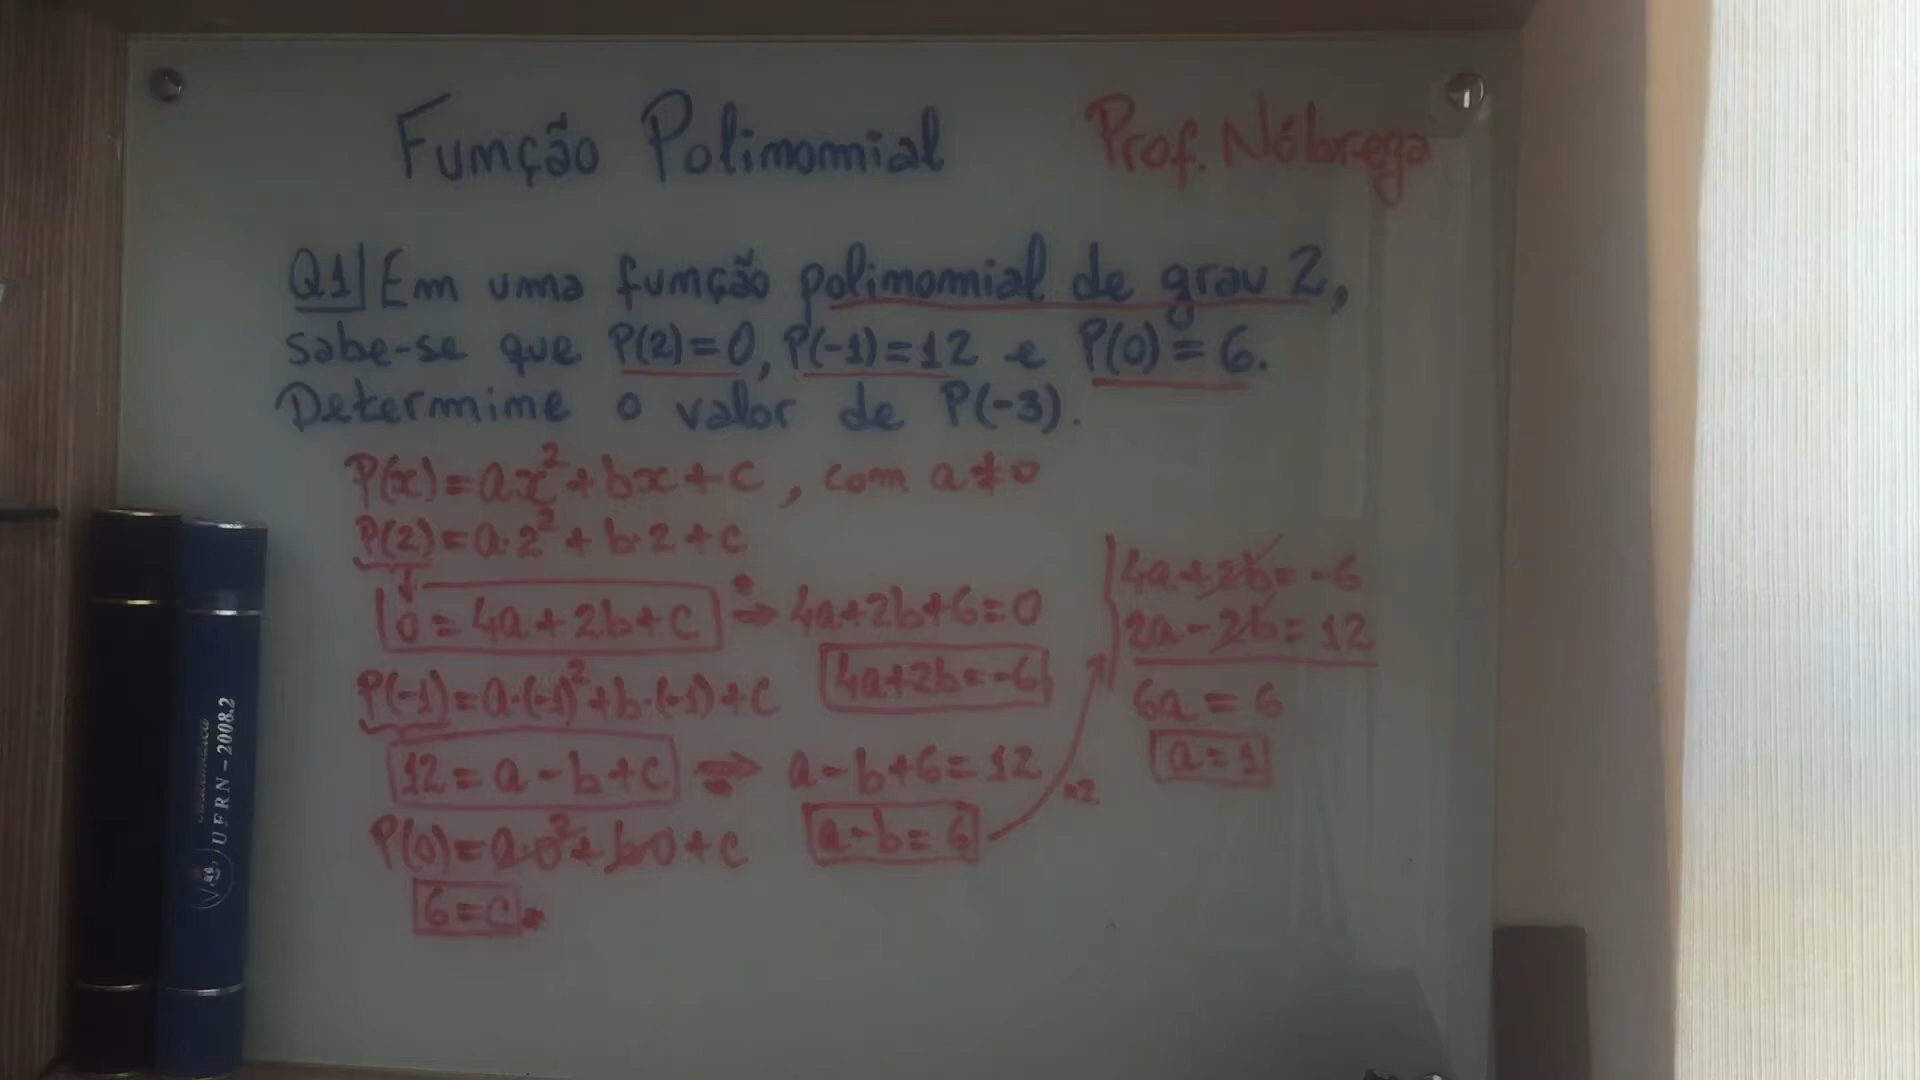 Função Polinomial
Prof. Nóbrega
Q1| Em uma função polinomial de grau 2,
sabe-se que P(2)=0, P(-1)=12 e P(0)=6.
Determine o valor de P(-3).
P(x)=ax²+bx+c, com a≠0
P(2)=a·2²+b·2+c
0=4a+2b+c ⇒ 4a+2b+6=0
4a+2b=-6
P(-1)=a·(-1)²+b·(-1)+c
12=a-b+c ⇒ a-b+6=12
a-b=6
×2
P(0)=a·0²+b·0+c
6=c
4a+2b=-6
2a-2b=12
6a=6
a=1
UFRN-2008.2